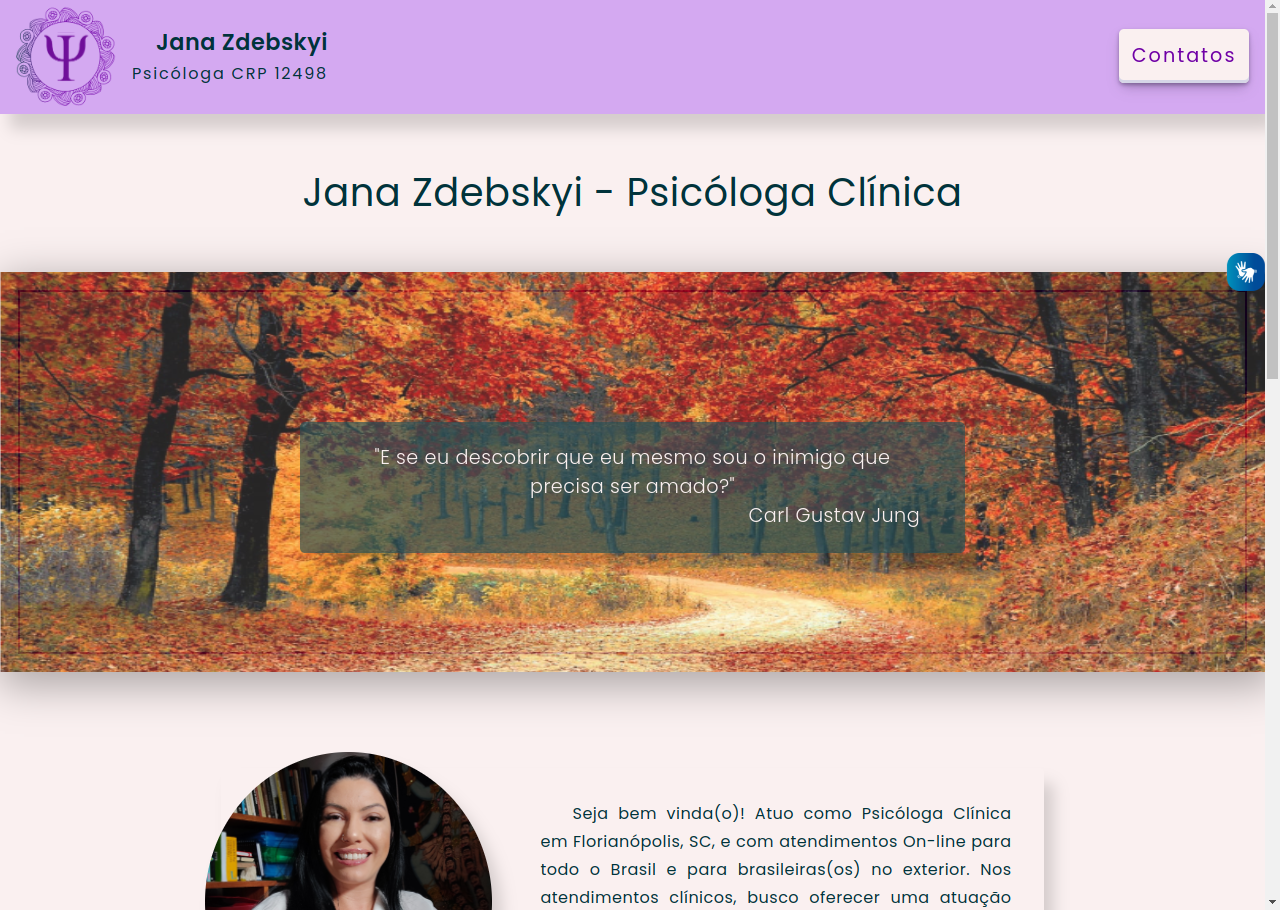 Jana Zdebskyi
Psicóloga CRP 12498
Contatos
Jana Zdebskyi - Psicóloga Clínica
"E se eu descobrir que eu mesmo sou o inimigo que
precisa ser amado?"
Carl Gustav Jung
Seja bem vinda(o)! Atuo como Psicóloga Clínica
em Florianópolis, SC, e com atendimentos On-line para
todo o Brasil e para brasileiras(os) no exterior. Nos
atendimentos clínicos, busco oferecer uma atuação